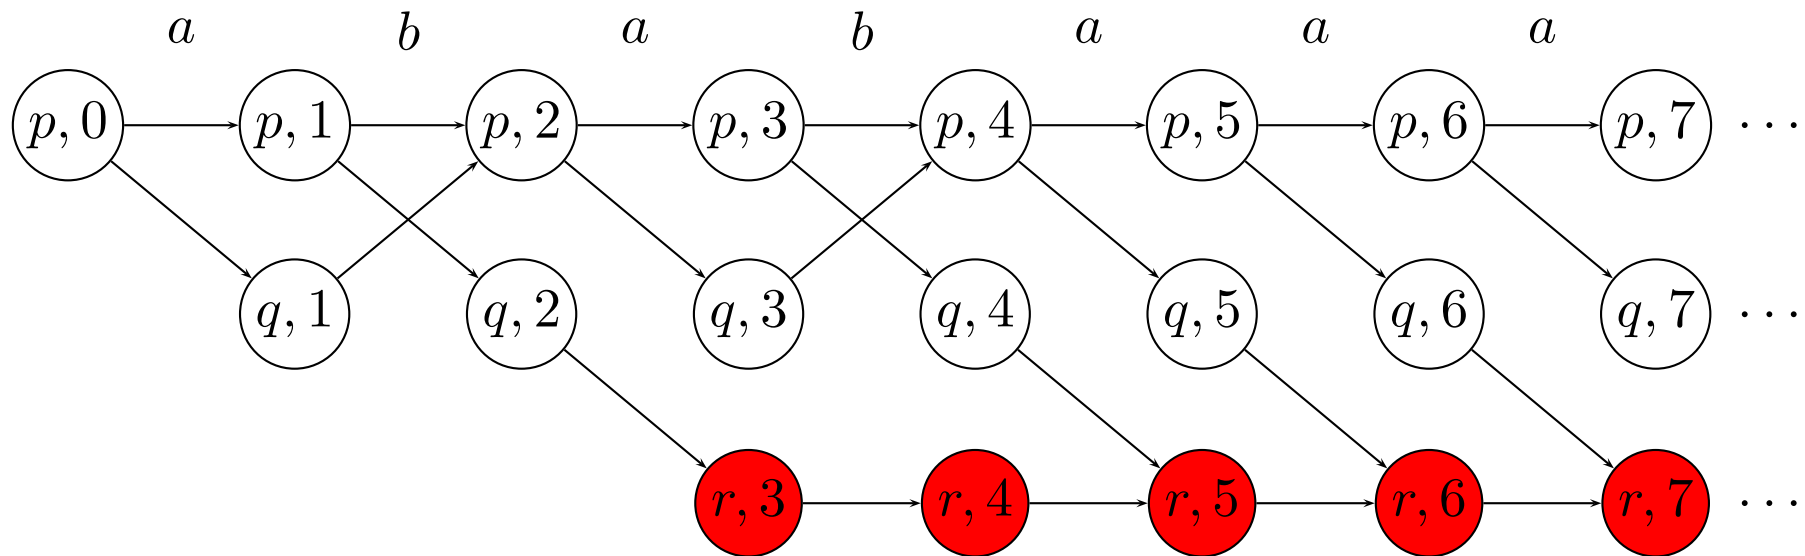 a b a b a a a
p, 0 p, 1 p, 2 p, 3 p, 4 p, 5 p, 6 p, 7 ···
q, 1 q, 2 q, 3 q, 4 q, 5 q, 6 q, 7 ···
r, 3 r, 4 r, 5 r, 6 r, 7 ···